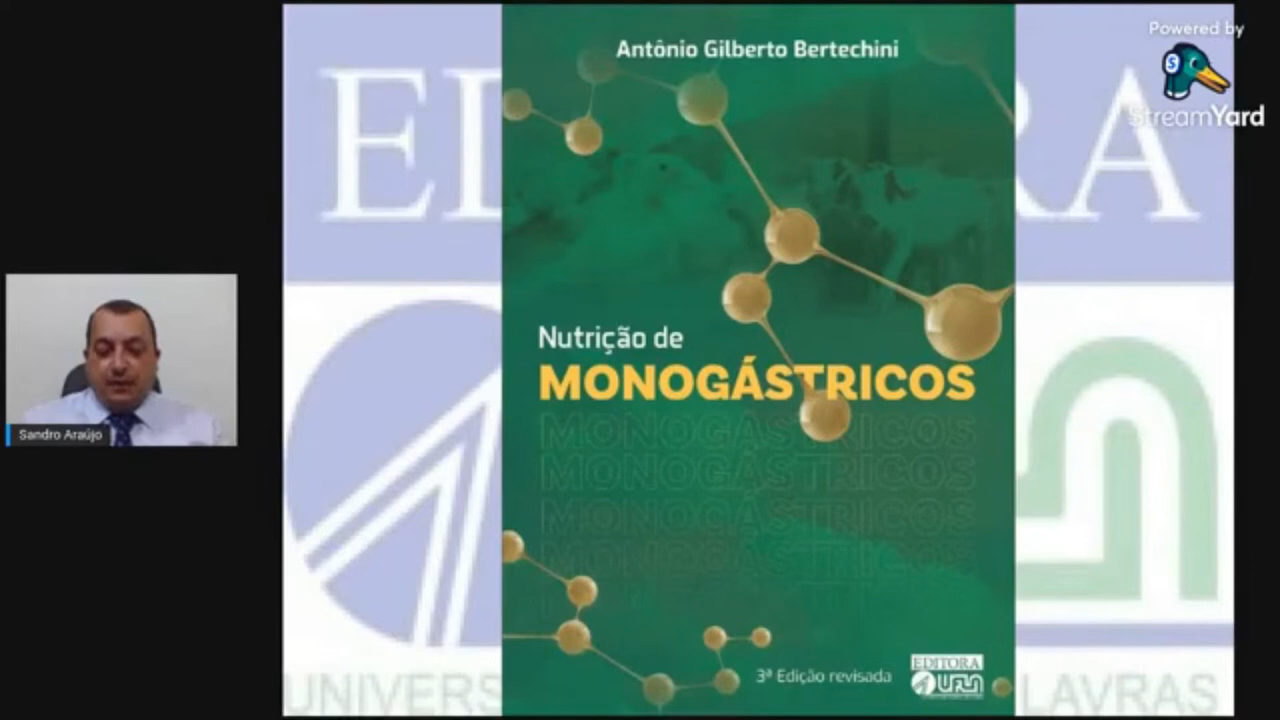 Powered by
StreamYard
Antônio Gilberto Bertechini
Nutrição de
MONOGÁSTRICOS
MONOGÁSTRICOS
MONOGÁSTRICOS
MONOGÁSTRICOS
MONOGÁSTRICOS
3ª Edição revisada
EDITORA
UFLA
Sandro Araújo
ED
RA
UNIVERS
LAVRAS